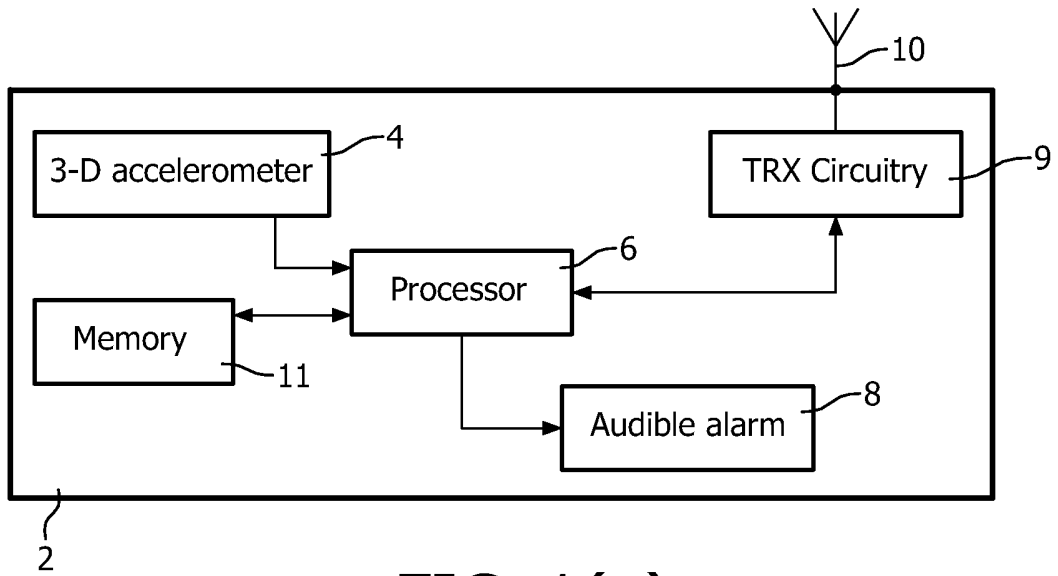 10
3-D accelerometer
4
TRX Circuitry
9
Processor
6
Memory
11
Audible alarm
8
2